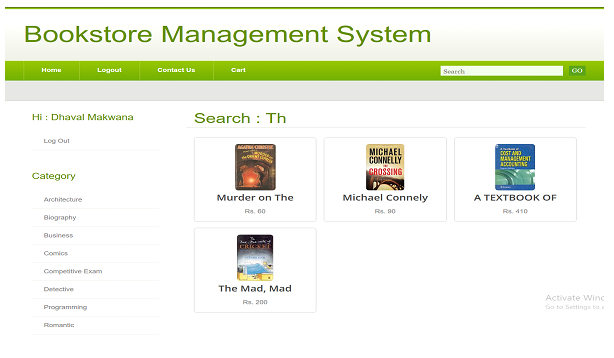 Bookstore Management System
Home
Logout
Contact Us
Cart
Search
GO
Hi : Dhaval Makwana
Log Out
Category
Architecture
Biography
Business
Comics
Competitive Exam
Detective
Programming
Romantic
Search : Th
AGATHA CHRISTIE
Murder on The
Rs. 60
MICHAEL
CONNELLY
THE
CROSSING
Michael Connely
Rs. 90
A Textbook of
COST AND
MANAGEMENT
ACCOUNTING
A TEXTBOOK OF
Rs. 410
CRICKET
The Mad, Mad
Rs. 200
Activate Wind
Go to Settings to a